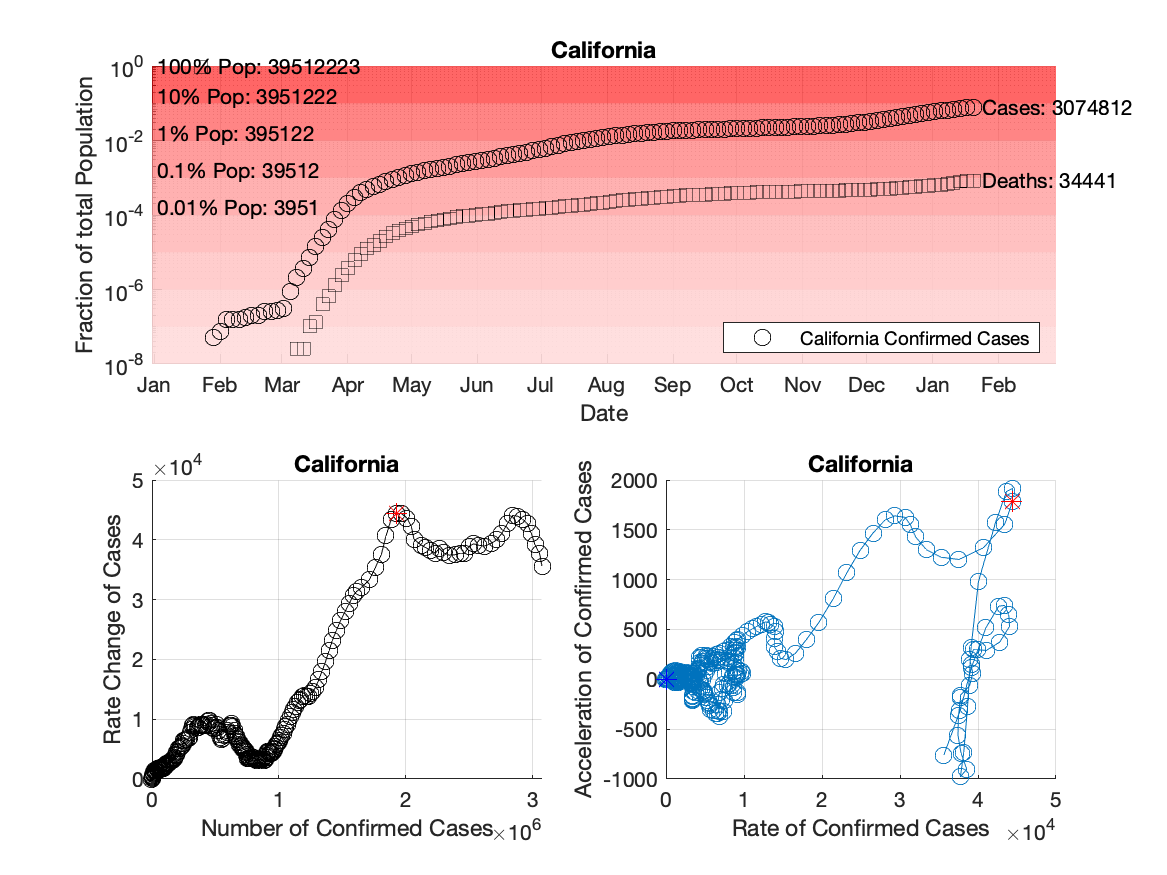 California
Fraction of total Population
10^0
10^-2
10^-4
10^-6
10^-8
100% Pop: 39512223
10% Pop: 3951222
1% Pop: 395122
0.1% Pop: 39512
0.01% Pop: 3951
Cases: 3074812
Deaths: 34441
California Confirmed Cases
Jan Feb Mar Apr May Jun Jul Aug Sep Oct Nov Dec Jan Feb
Date
California
×10^4
Rate Change of Cases
5
4
3
2
1
0
0 1 2 3
Number of Confirmed Cases ×10^6
California
Acceleration of Confirmed Cases
2000
1500
1000
500
0
-500
-1000
0 1 2 3 4 5
Rate of Confirmed Cases ×10^4